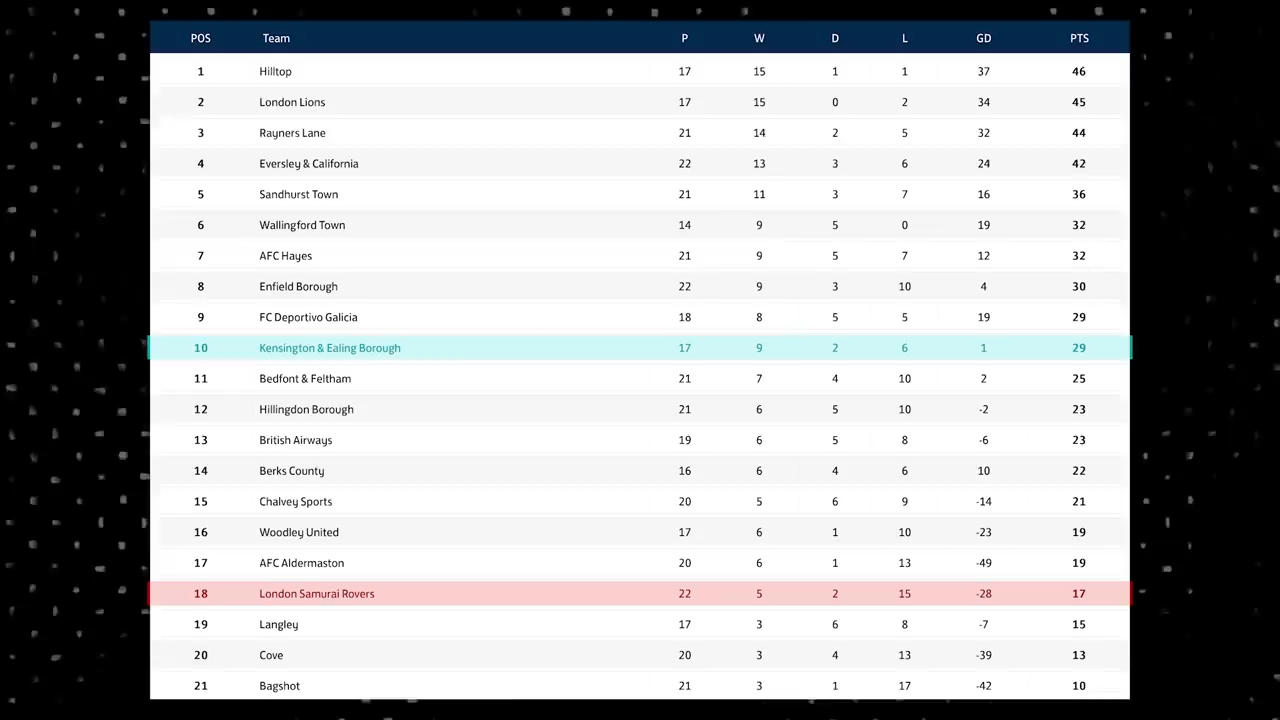 POS Team P W D L GD PTS
1 Hilltop 17 15 1 1 37 46
2 London Lions 17 15 0 2 34 45
3 Rayners Lane 21 14 2 5 32 44
4 Eversley & California 22 13 3 6 24 42
5 Sandhurst Town 21 11 3 7 16 36
6 Wallingford Town 14 9 5 0 19 32
7 AFC Hayes 21 9 5 7 12 32
8 Enfield Borough 22 9 3 10 4 30
9 FC Deportivo Galicia 18 8 5 5 19 29
10 Kensington & Ealing Borough 17 9 2 6 1 29
11 Bedfont & Feltham 21 7 4 10 2 25
12 Hillingdon Borough 21 6 5 10 -2 23
13 British Airways 19 6 5 8 -6 23
14 Berks County 16 6 4 6 10 22
15 Chalvey Sports 20 5 6 9 -14 21
16 Woodley United 17 6 1 10 -23 19
17 AFC Aldermaston 20 6 1 13 -49 19
18 London Samurai Rovers 22 5 2 15 -28 17
19 Langley 17 3 6 8 -7 15
20 Cove 20 3 4 13 -39 13
21 Bagshot 21 3 1 17 -42 10